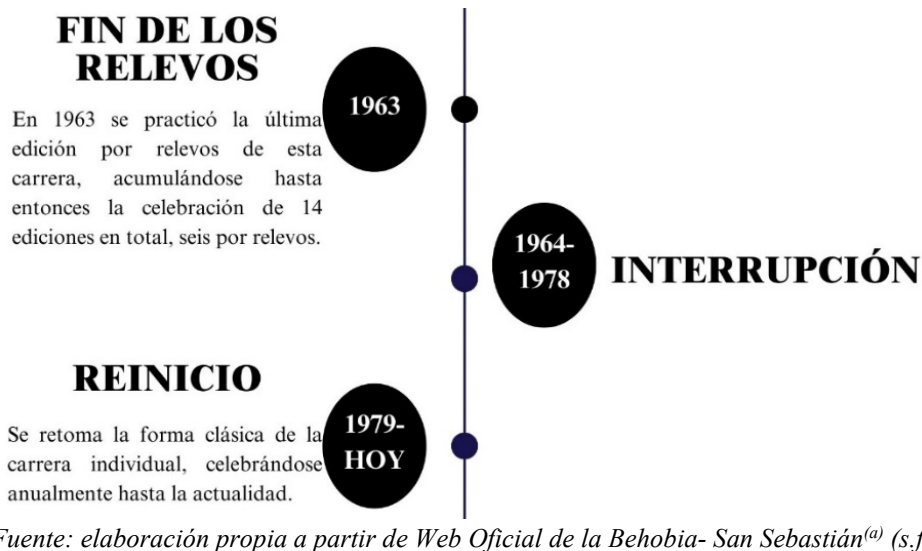 FIN DE LOS
RELEVOS
En 1963 se practicó la última
edición por relevos de esta
carrera, acumulándose hasta
entonces la celebración de 14
ediciones en total, seis por relevos.
1963
1964-
1978
INTERRUPCIÓN
REINICIO
Se retoma la forma clásica de la
carrera individual, celebrándose
anualmente hasta la actualidad.
1979-
HOY
Fuente: elaboración propia a partir de Web Oficial de la Behobia- San Sebastián(a) (s.f